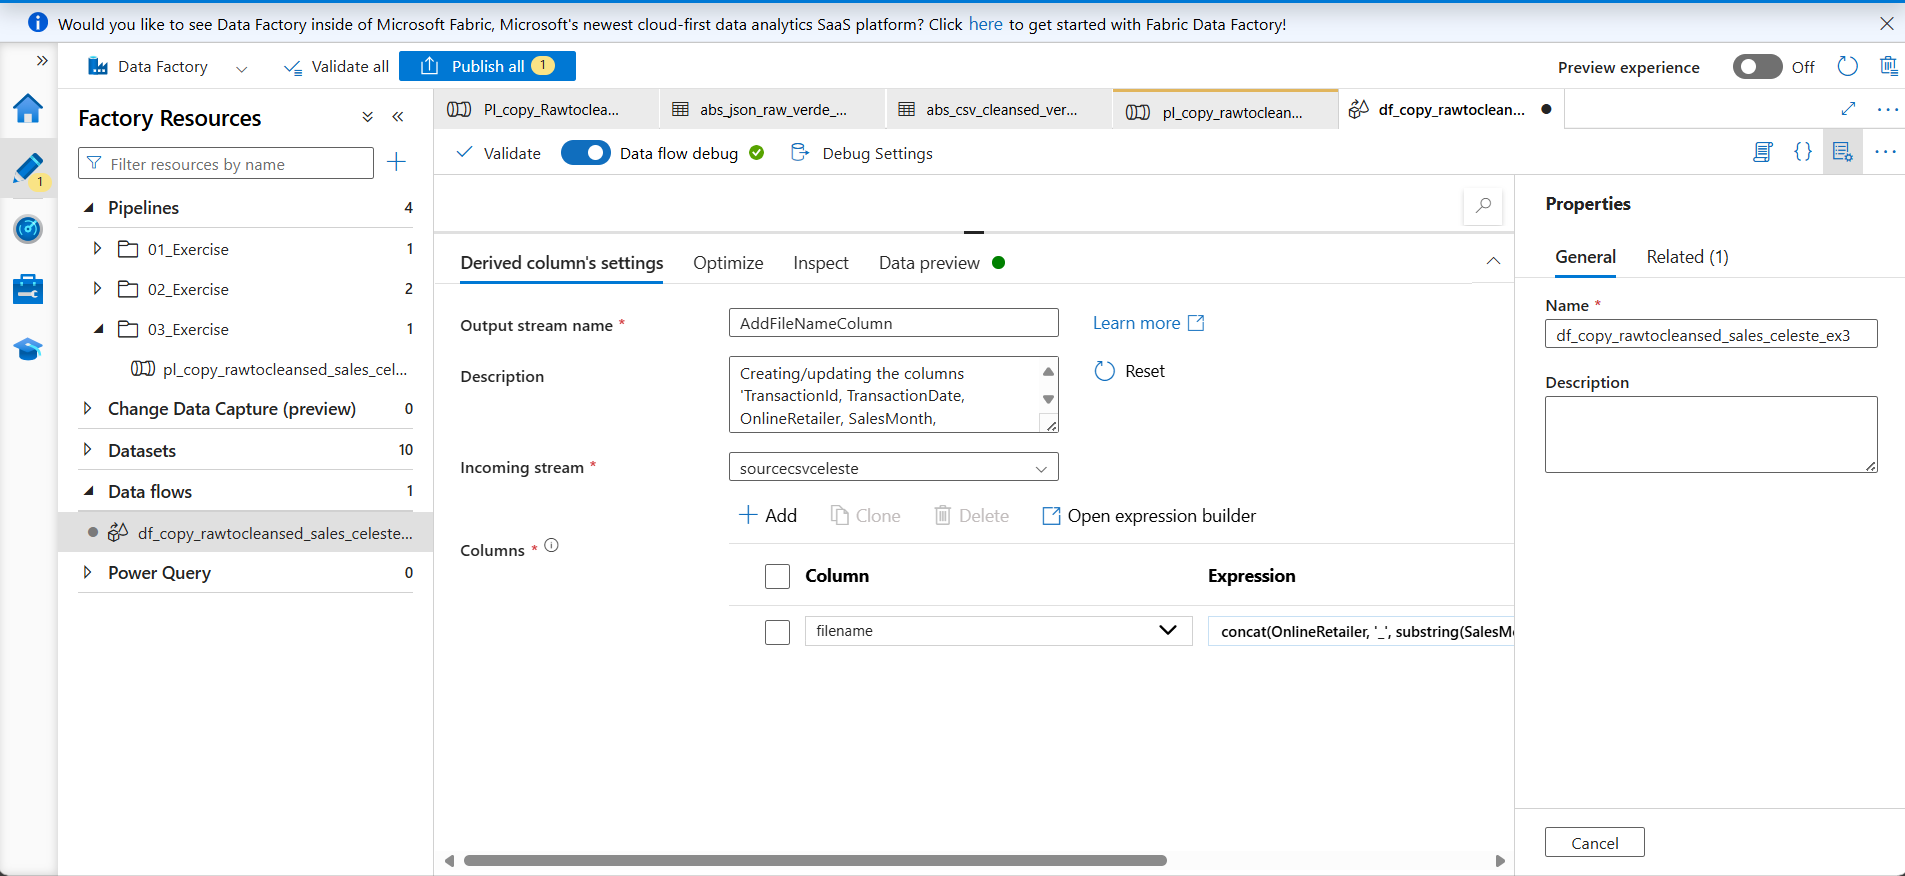 Would you like to see Data Factory inside of Microsoft Fabric, Microsoft's newest cloud-first data analytics SaaS platform? Click here to get started with Fabric Data Factory!
Data Factory
Validate all
Publish all 1
Preview experience
Off
1
Factory Resources
Filter resources by name
Pipelines 4
01_Exercise 1
02_Exercise 2
03_Exercise 1
pl_copy_rawtocleansed_sales_cel...
Change Data Capture (preview) 0
Datasets 10
Data flows 1
df_copy_rawtocleansed_sales_celeste...
Power Query 0
Pl_copy_Rawtoclea...
abs_json_raw_verde_...
abs_csv_cleansed_ver...
pl_copy_rawtoclean...
df_copy_rawtoclean...
Validate
Data flow debug
Debug Settings
Derived column's settings
Optimize
Inspect
Data preview
Output stream name *
AddFileNameColumn
Learn more
Description
Creating/updating the columns
'TransactionId, TransactionDate,
OnlineRetailer, SalesMonth,
Reset
Incoming stream *
sourcecsvceleste
Add
Clone
Delete
Open expression builder
Columns *
Column
Expression
filename
concat(OnlineRetailer, '_', substring(SalesMo
Properties
General
Related (1)
Name *
df_copy_rawtocleansed_sales_celeste_ex3
Description
Cancel